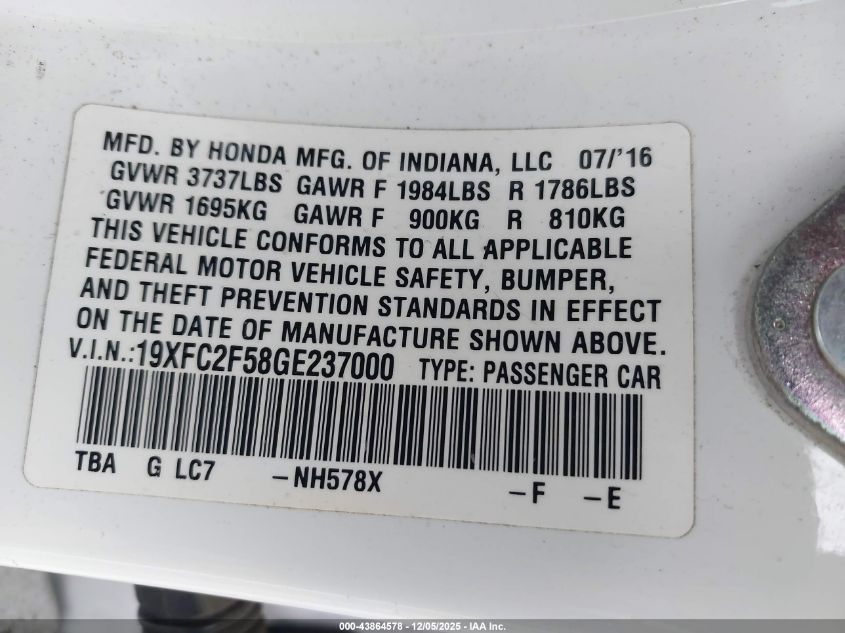 MFD. BY HONDA MFG. OF INDIANA, LLC 07/'16
GVWR 3737LBS GAWR F 1984LBS R 1786LBS
GVWR 1695KG GAWR F 900KG R 810KG
THIS VEHICLE CONFORMS TO ALL APPLICABLE
FEDERAL MOTOR VEHICLE SAFETY, BUMPER,
AND THEFT PREVENTION STANDARDS IN EFFECT
ON THE DATE OF MANUFACTURE SHOWN ABOVE.
V.I.N.:19XFC2F58GE237000 TYPE: PASSENGER CAR
TBA G LC7 -NH578X -F -E
000-43864578 - 12/05/2025 - IAA Inc.